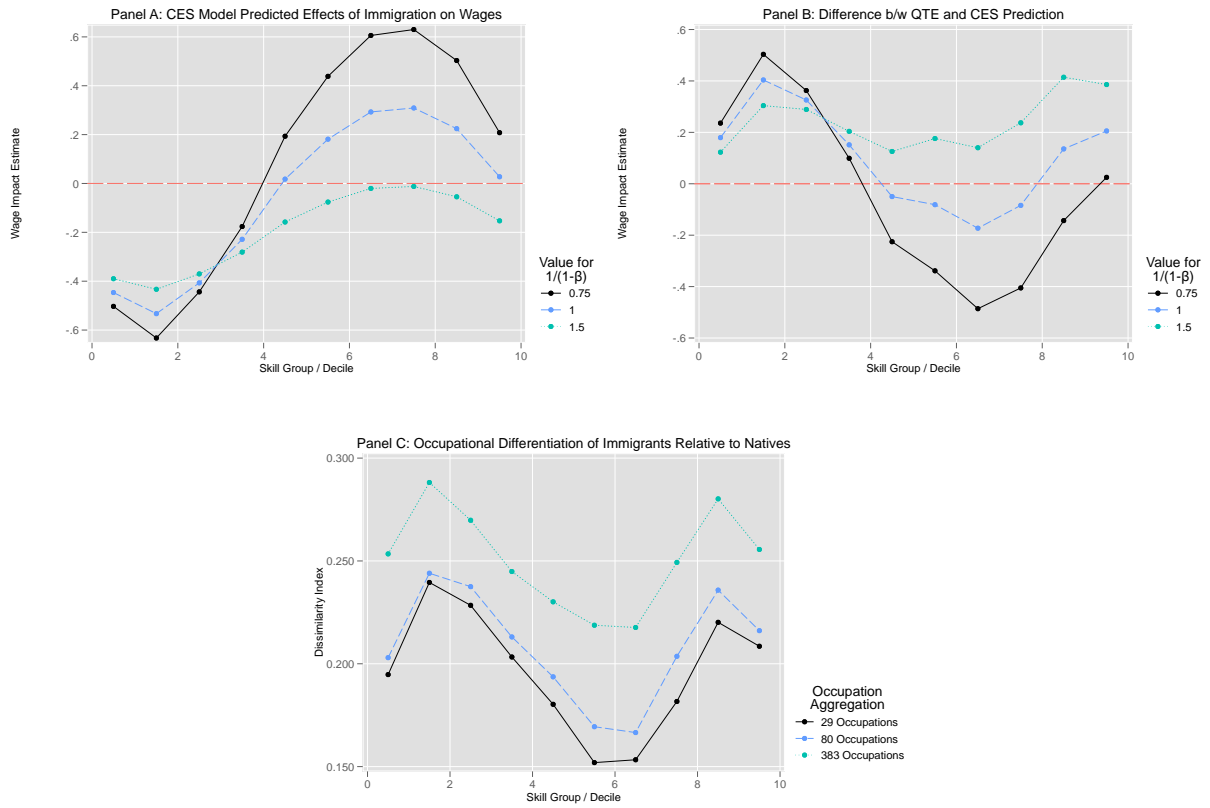 Panel A: CES Model Predicted Effects of Immigration on Wages
.6
.4
.2
0
-.2
-.4
-.6
Wage Impact Estimate
0
2
4
6
8
10
Skill Group / Decile
Value for
1/(1-β)
0.75
1
1.5
Panel B: Difference b/w QTE and CES Prediction
.6
.4
.2
0
-.2
-.4
-.6
Wage Impact Estimate
0
2
4
6
8
10
Skill Group / Decile
Value for
1/(1-β)
0.75
1
1.5
Panel C: Occupational Differentiation of Immigrants Relative to Natives
0.300
0.250
0.200
0.150
Dissimilarity Index
0
2
4
6
8
10
Skill Group / Decile
Occupation
Aggregation
29 Occupations
80 Occupations
383 Occupations